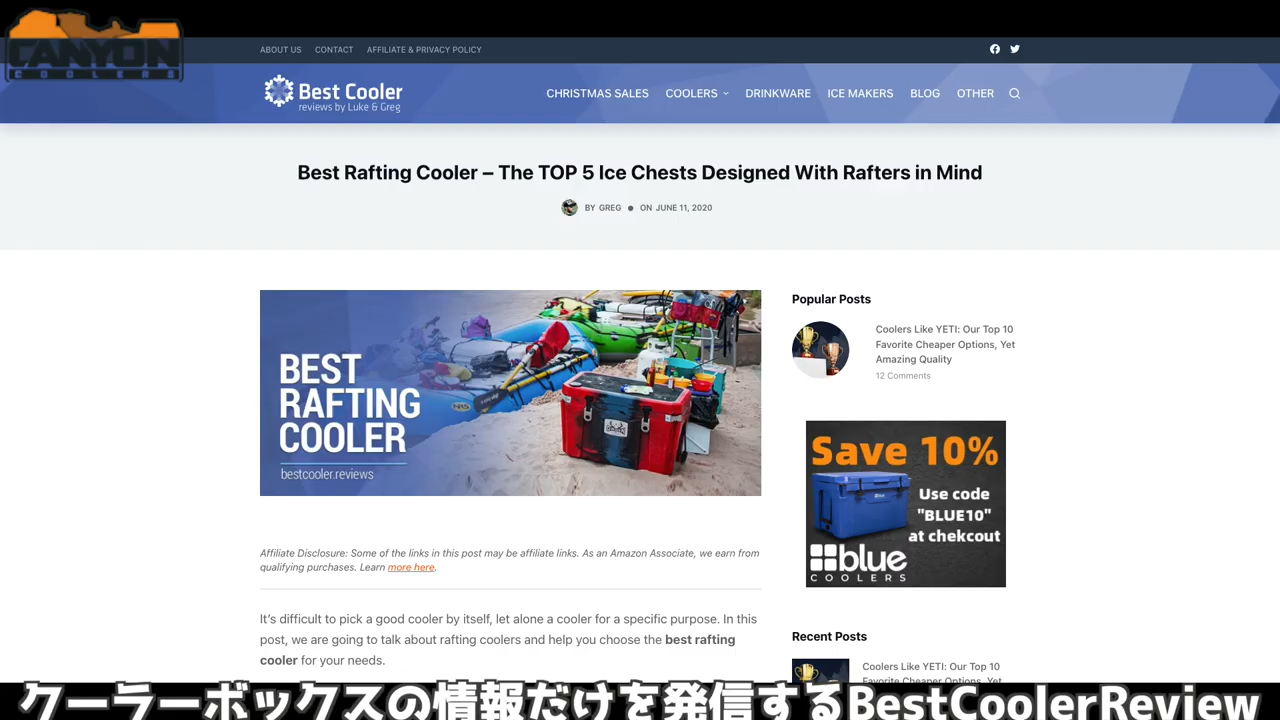 CANYON
COOLERS
ABOUT US
CONTACT
AFFILIATE & PRIVACY POLICY
Best Cooler
reviews by Luke & Greg
CHRISTMAS SALES
COOLERS
DRINKWARE
ICE MAKERS
BLOG
OTHER
Best Rafting Cooler – The TOP 5 Ice Chests Designed With Rafters in Mind
BY GREG ● ON JUNE 11, 2020
BEST
RAFTING
COOLER
bestcooler.reviews
NRS
Affiliate Disclosure: Some of the links in this post may be affiliate links. As an Amazon Associate, we earn from
qualifying purchases. Learn more here.
It's difficult to pick a good cooler by itself, let alone a cooler for a specific purpose. In this
post, we are going to talk about rafting coolers and help you choose the best rafting
cooler for your needs.
Popular Posts
Coolers Like YETI: Our Top 10
Favorite Cheaper Options, Yet
Amazing Quality
12 Comments
Save 10%
Use code
"BLUE10"
at chekcout
blue
COOLERS
Recent Posts
Coolers Like YETI: Our Top 10
Favorite Cheaper Options, Yet
クーラーボックスの情報だけを発信するBestCoolerReview